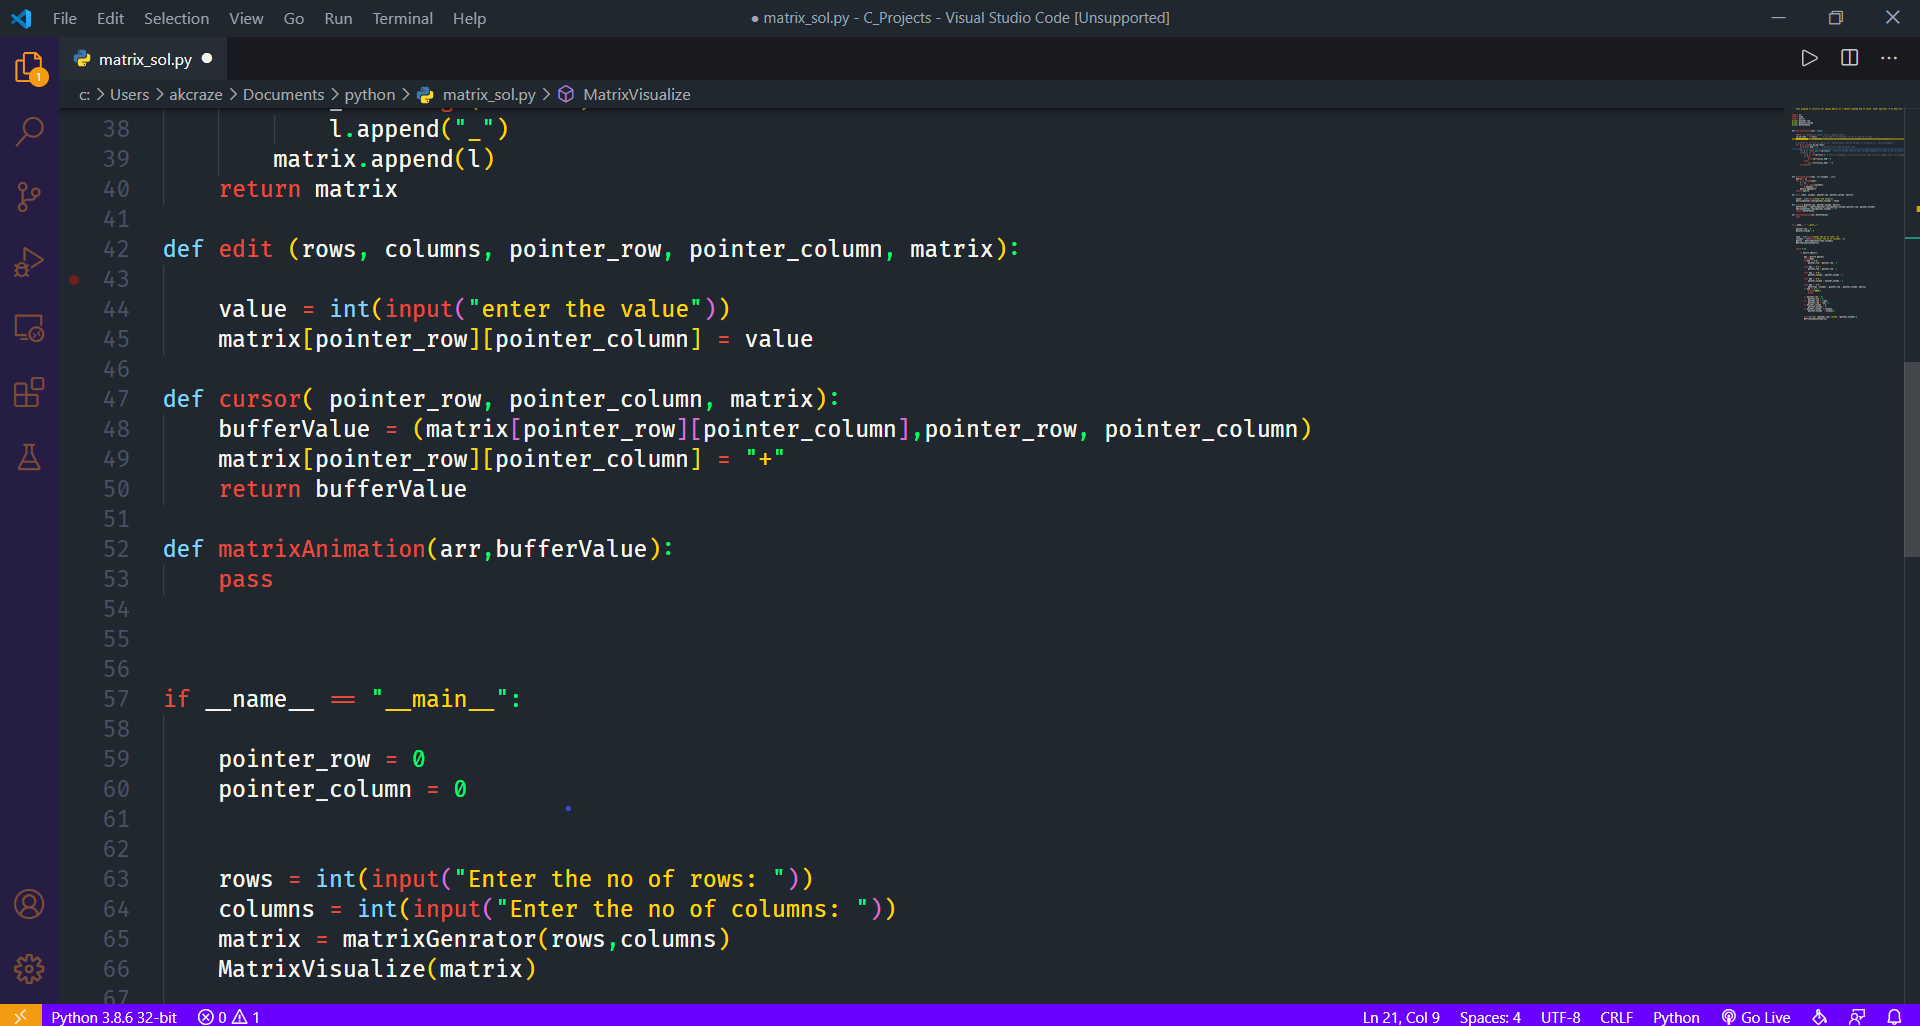 File Edit Selection View Go Run Terminal Help ● matrix_sol.py - C_Projects - Visual Studio Code [Unsupported]
matrix_sol.py
c: > Users > akcraze > Documents > python > matrix_sol.py > MatrixVisualize
38 l.append("_")
39 matrix.append(l)
40 return matrix
41
42 def edit (rows, columns, pointer_row, pointer_column, matrix):
43
44 value = int(input("enter the value"))
45 matrix[pointer_row][pointer_column] = value
46
47 def cursor( pointer_row, pointer_column, matrix):
48 bufferValue = (matrix[pointer_row][pointer_column],pointer_row, pointer_column)
49 matrix[pointer_row][pointer_column] = "+"
50 return bufferValue
51
52 def matrixAnimation(arr,bufferValue):
53 pass
54
55
56
57 if __name__ == "__main__":
58
59 pointer_row = 0
60 pointer_column = 0
61
62
63 rows = int(input("Enter the no of rows: "))
64 columns = int(input("Enter the no of columns: "))
65 matrix = matrixGenrator(rows,columns)
66 MatrixVisualize(matrix)
67
1
Python 3.8.6 32-bit 0 1 Ln 21, Col 9 Spaces: 4 UTF-8 CRLF Python Go Live